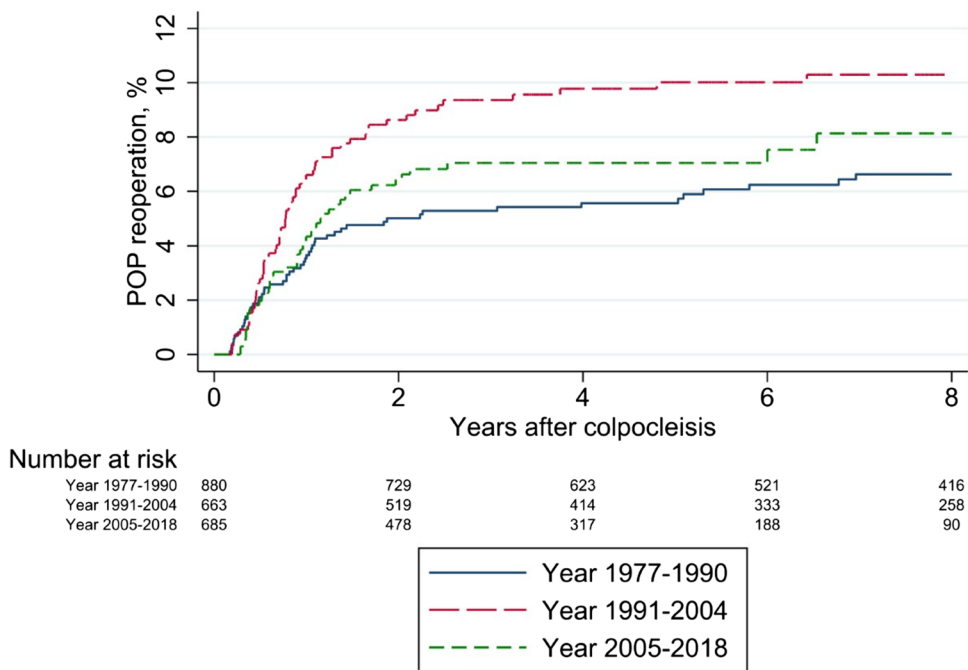 POP reoperation, %
12
10
8
6
4
2
0
0 2 4 6 8
Years after colpocleisis
Number at risk
Year 1977-1990 880 729 623 521 416
Year 1991-2004 663 519 414 333 258
Year 2005-2018 685 478 317 188 90
Year 1977-1990
Year 1991-2004
Year 2005-2018